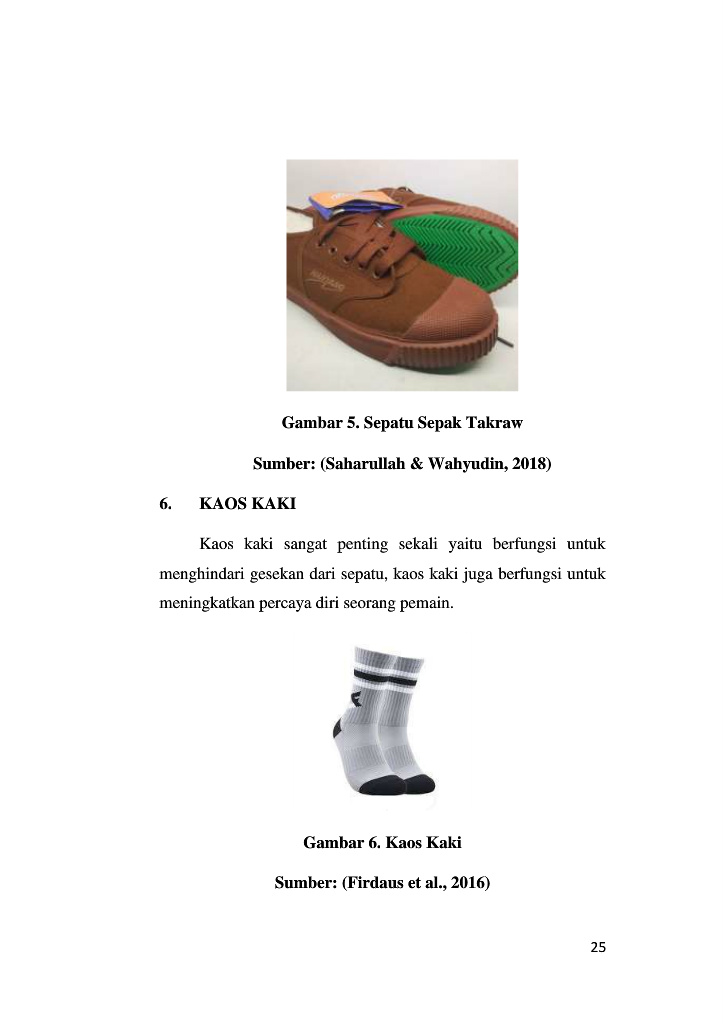 Gambar 5. Sepatu Sepak Takraw
Sumber: (Saharullah & Wahyudin, 2018)
6. KAOS KAKI
Kaos kaki sangat penting sekali yaitu berfungsi untuk
menghindari gesekan dari sepatu, kaos kaki juga berfungsi untuk
meningkatkan percaya diri seorang pemain.
Gambar 6. Kaos Kaki
Sumber: (Firdaus et al., 2016)
25